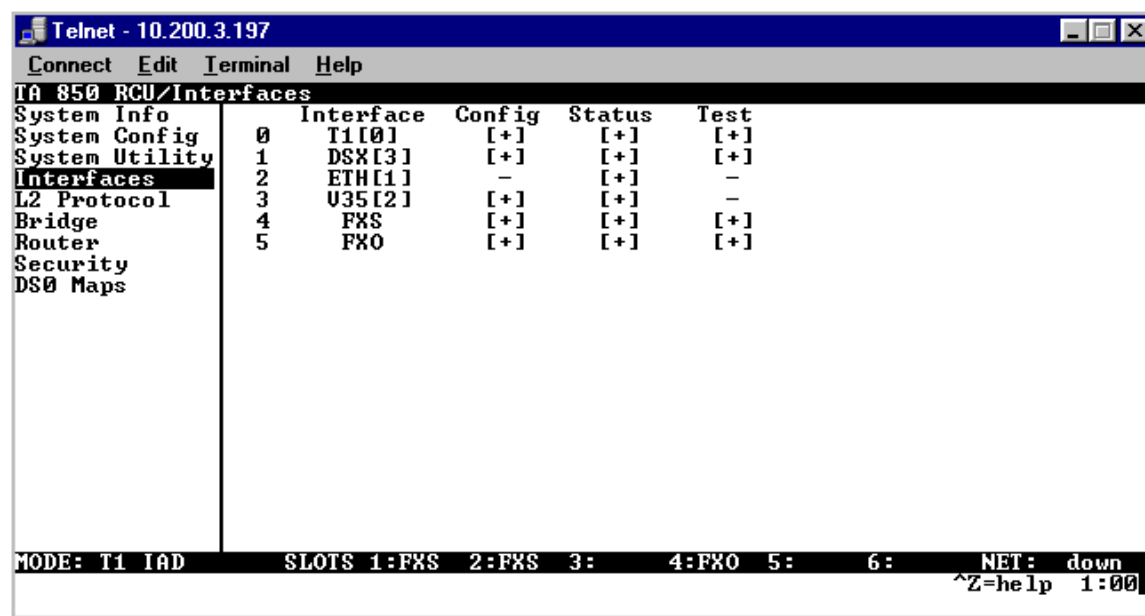 Telnet - 10.200.3.197
Connect Edit Terminal Help
TA 850 RCU/Interfaces
System Info Interface Config Status Test
System Config 0 T1[0] [+] [+] [+]
System Utility 1 DSX[3] [+] [+] [+]
Interfaces 2 ETH[1] - [+] -
L2 Protocol 3 V35[2] [+] [+] -
Bridge 4 FXS [+] [+] [+]
Router 5 FXO [+] [+] [+]
Security
DS0 Maps
MODE: T1 IAD SLOTS 1:FXS 2:FXS 3: 4:FXO 5: 6: NET: down
^Z=help 1:00